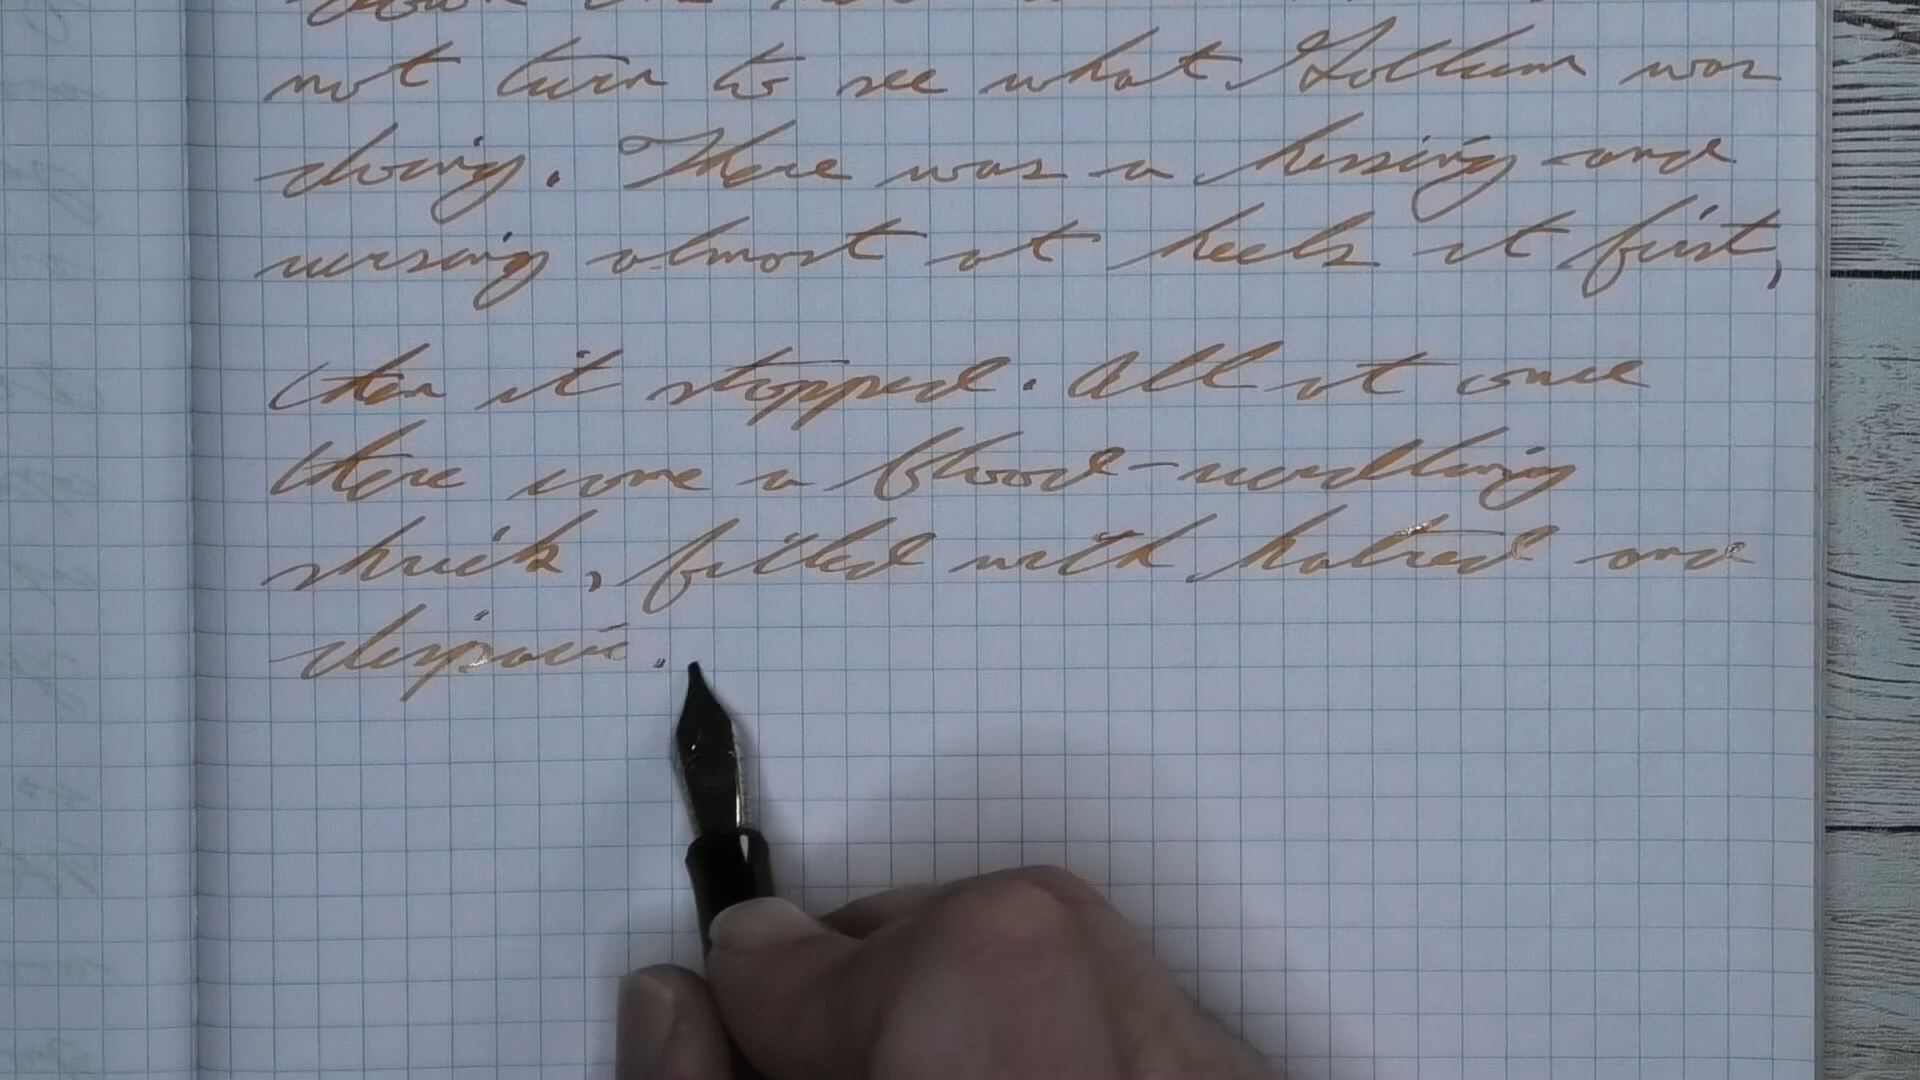 not turn to see what Gollum was
doing. There was a hissing and
cursing almost at heels at first,
then it stopped. All at once
there came a blood-curdling
shriek, filled with hatred and
despair.